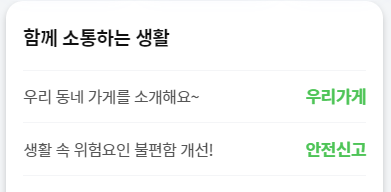 함께 소통하는 생활
우리 동네 가게를 소개해요~ 우리가게
생활 속 위험요인 불편함 개선! 안전신고